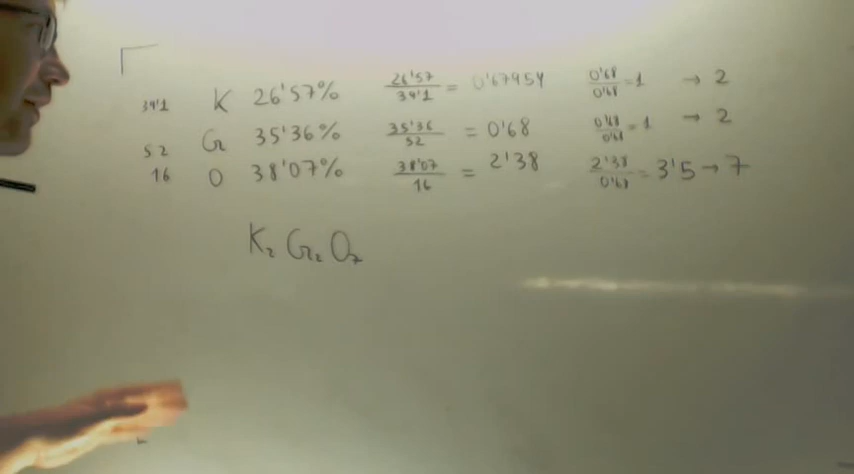 39'1 K 26'57% 26'57/39'1 = 0'67954 0'68/0'68 = 1 → 2
52 Cr 35'36% 35'36/52 = 0'68 0'68/0'68 = 1 → 2
16 O 38'07% 38'07/16 = 2'38 2'38/0'68 = 3'5 → 7
K₂ Cr₂ O₇